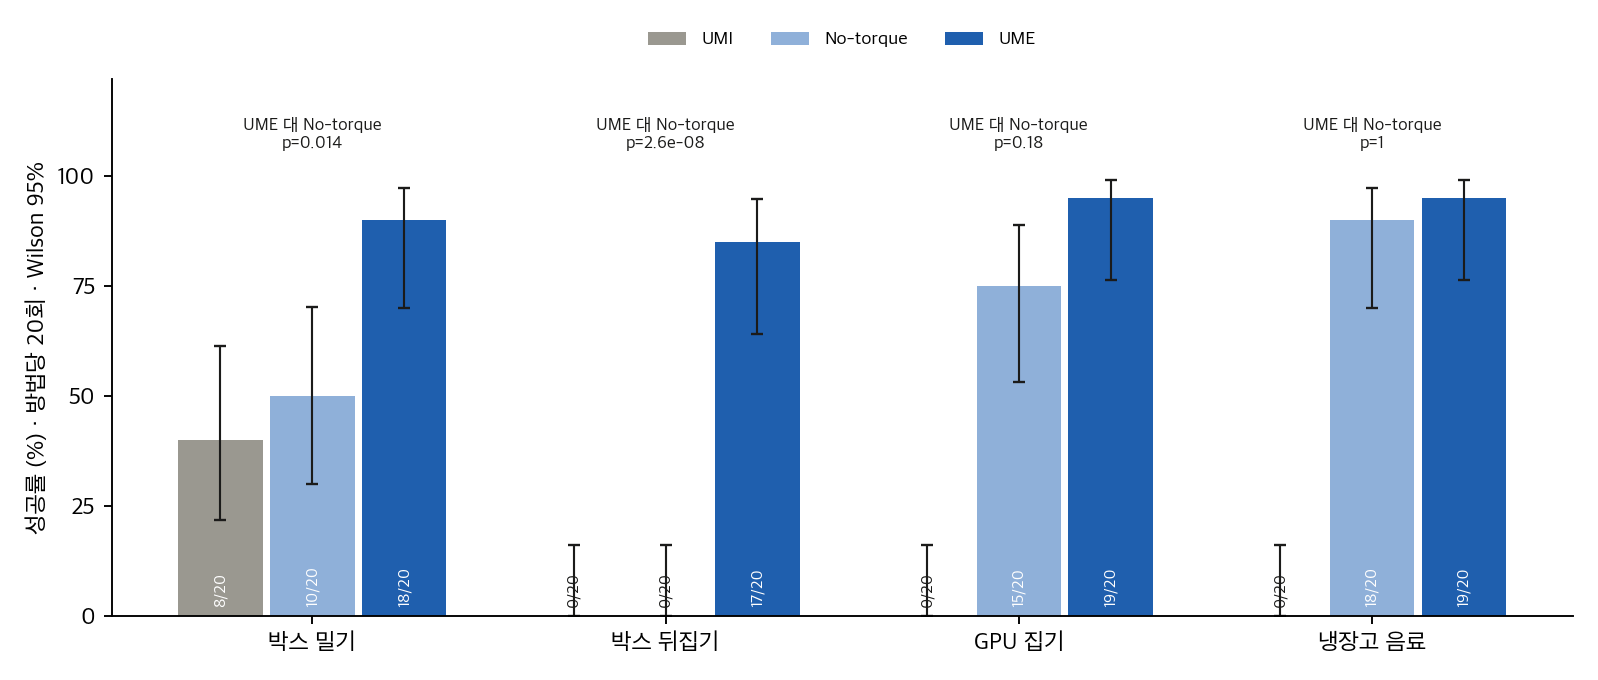 UMI No-torque UME
UME 대 No-torque
p=0.014
UME 대 No-torque
p=2.6e-08
UME 대 No-torque
p=0.18
UME 대 No-torque
p=1
성공률 (%) · 방법당 20회 · Wilson 95%
100
75
50
25
0
8/20
10/20
18/20
0/20
0/20
17/20
0/20
15/20
19/20
0/20
18/20
19/20
박스 밀기
박스 뒤집기
GPU 집기
냉장고 음료